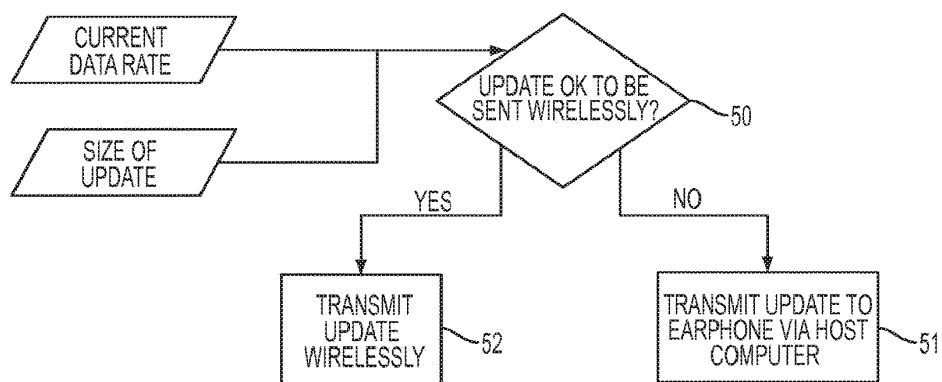 CURRENT
DATA RATE
SIZE OF
UPDATE
UPDATE OK TO BE
SENT WIRELESSLY?
50
YES
NO
TRANSMIT
UPDATE
WIRELESSLY
52
TRANSMIT UPDATE TO
EARPHONE VIA HOST
COMPUTER
51